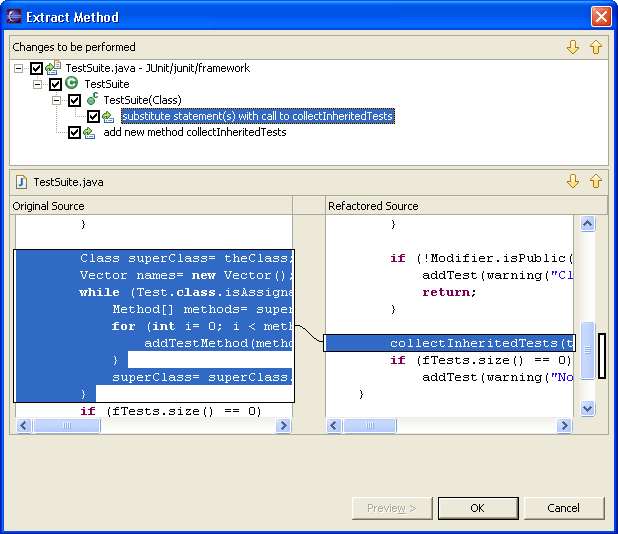 Extract Method
Changes to be performed
TestSuite.java - JUnit/junit/framework
TestSuite
TestSuite(Class)
substitute statement(s) with call to collectInheritedTests
add new method collectInheritedTests
TestSuite.java
Original Source
}
Class superClass= theClass;
Vector names= new Vector();
while (Test.class.isAssigna
Method[] methods= super
for (int i= 0; i < meth
addTestMethod(metho
}
superClass= superClass.
}
if (fTests.size() == 0)
Refactored Source
}
if (!Modifier.isPublic(
addTest(warning("Cl
return;
}
collectInheritedTests(t
if (fTests.size() == 0)
addTest(warning("No
}
Preview >
OK
Cancel